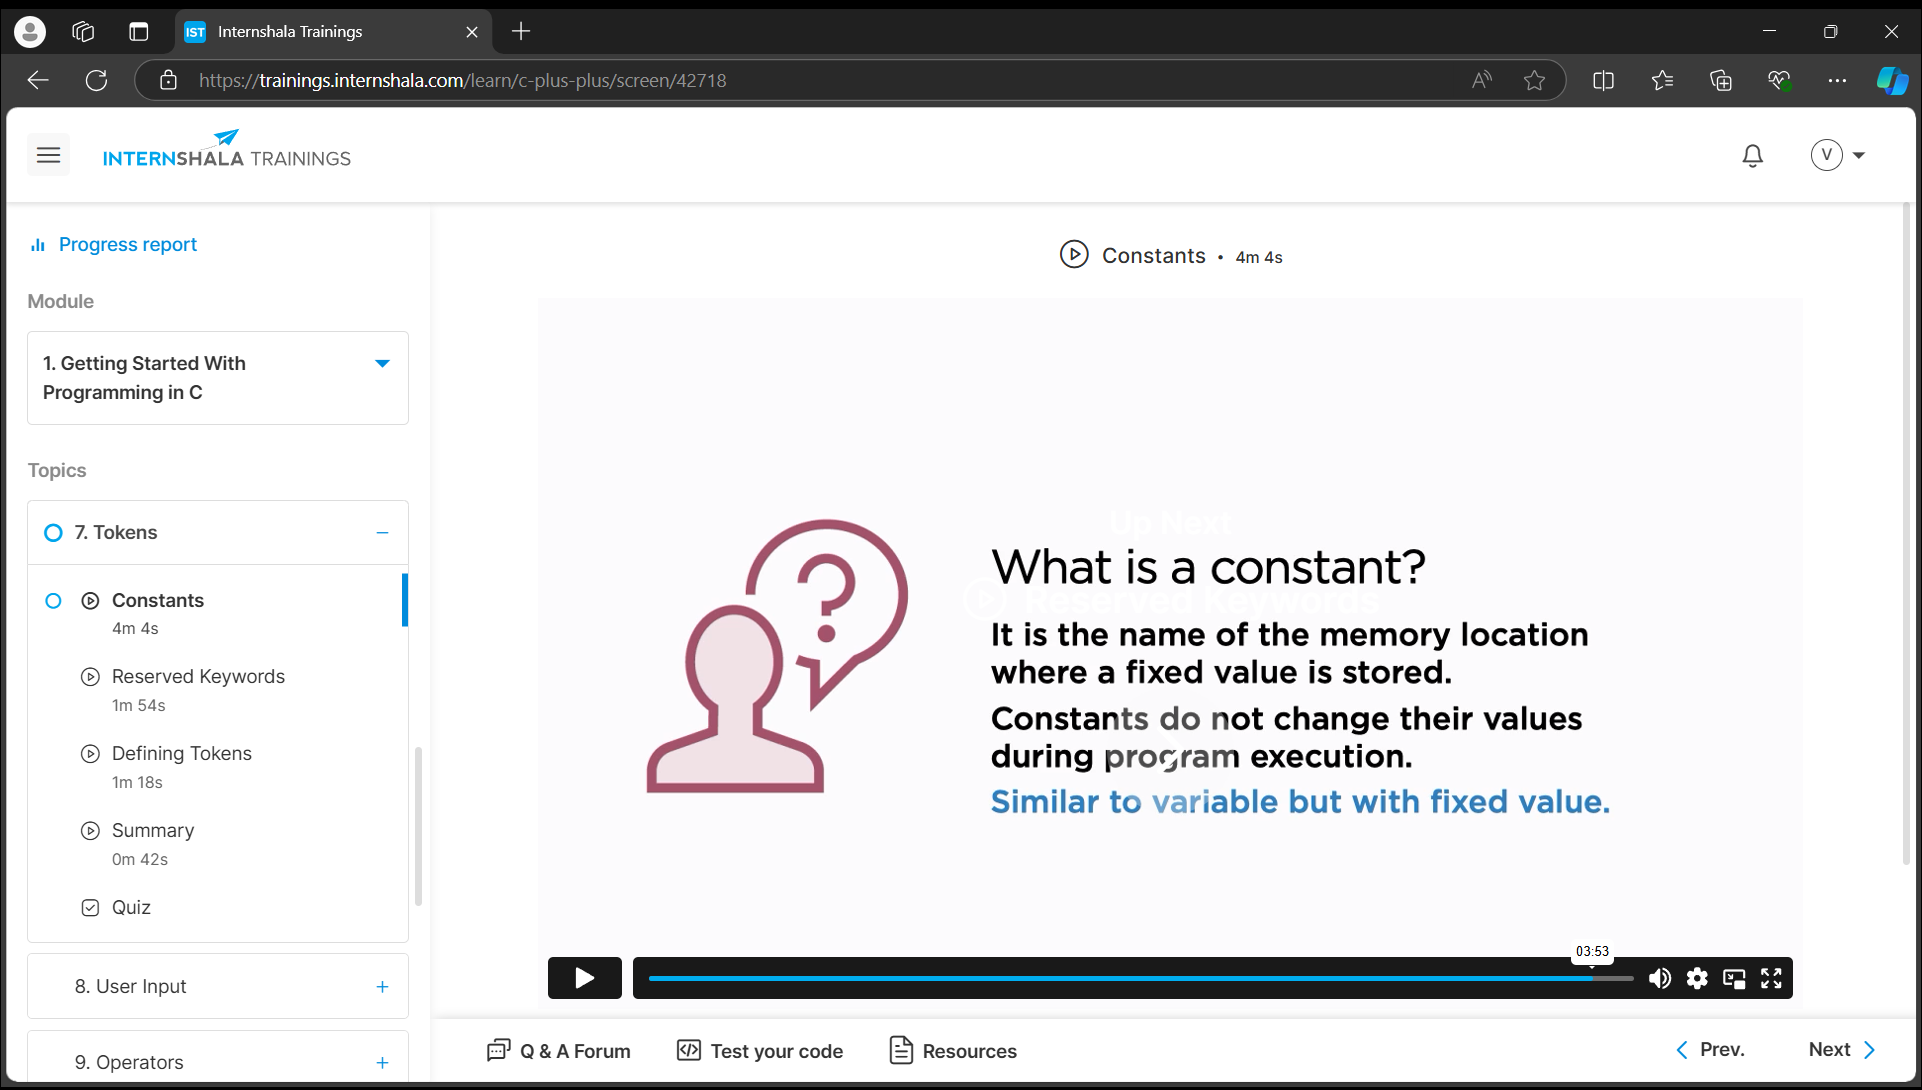 IST Internshala Trainings
https://trainings.internshala.com/learn/c-plus-plus/screen/42718
INTERNSHALA TRAININGS
V
Progress report
Module
1. Getting Started With
Programming in C
Topics
7. Tokens
Constants
4m 4s
Reserved Keywords
1m 54s
Defining Tokens
1m 18s
Summary
0m 42s
Quiz
8. User Input
9. Operators
Constants • 4m 4s
Up Next
What is a constant?
Reserved Keywords
It is the name of the memory location
where a fixed value is stored.
Constants do not change their values
during program execution.
Similar to variable but with fixed value.
03:53
Q & A Forum
Test your code
Resources
Prev.
Next